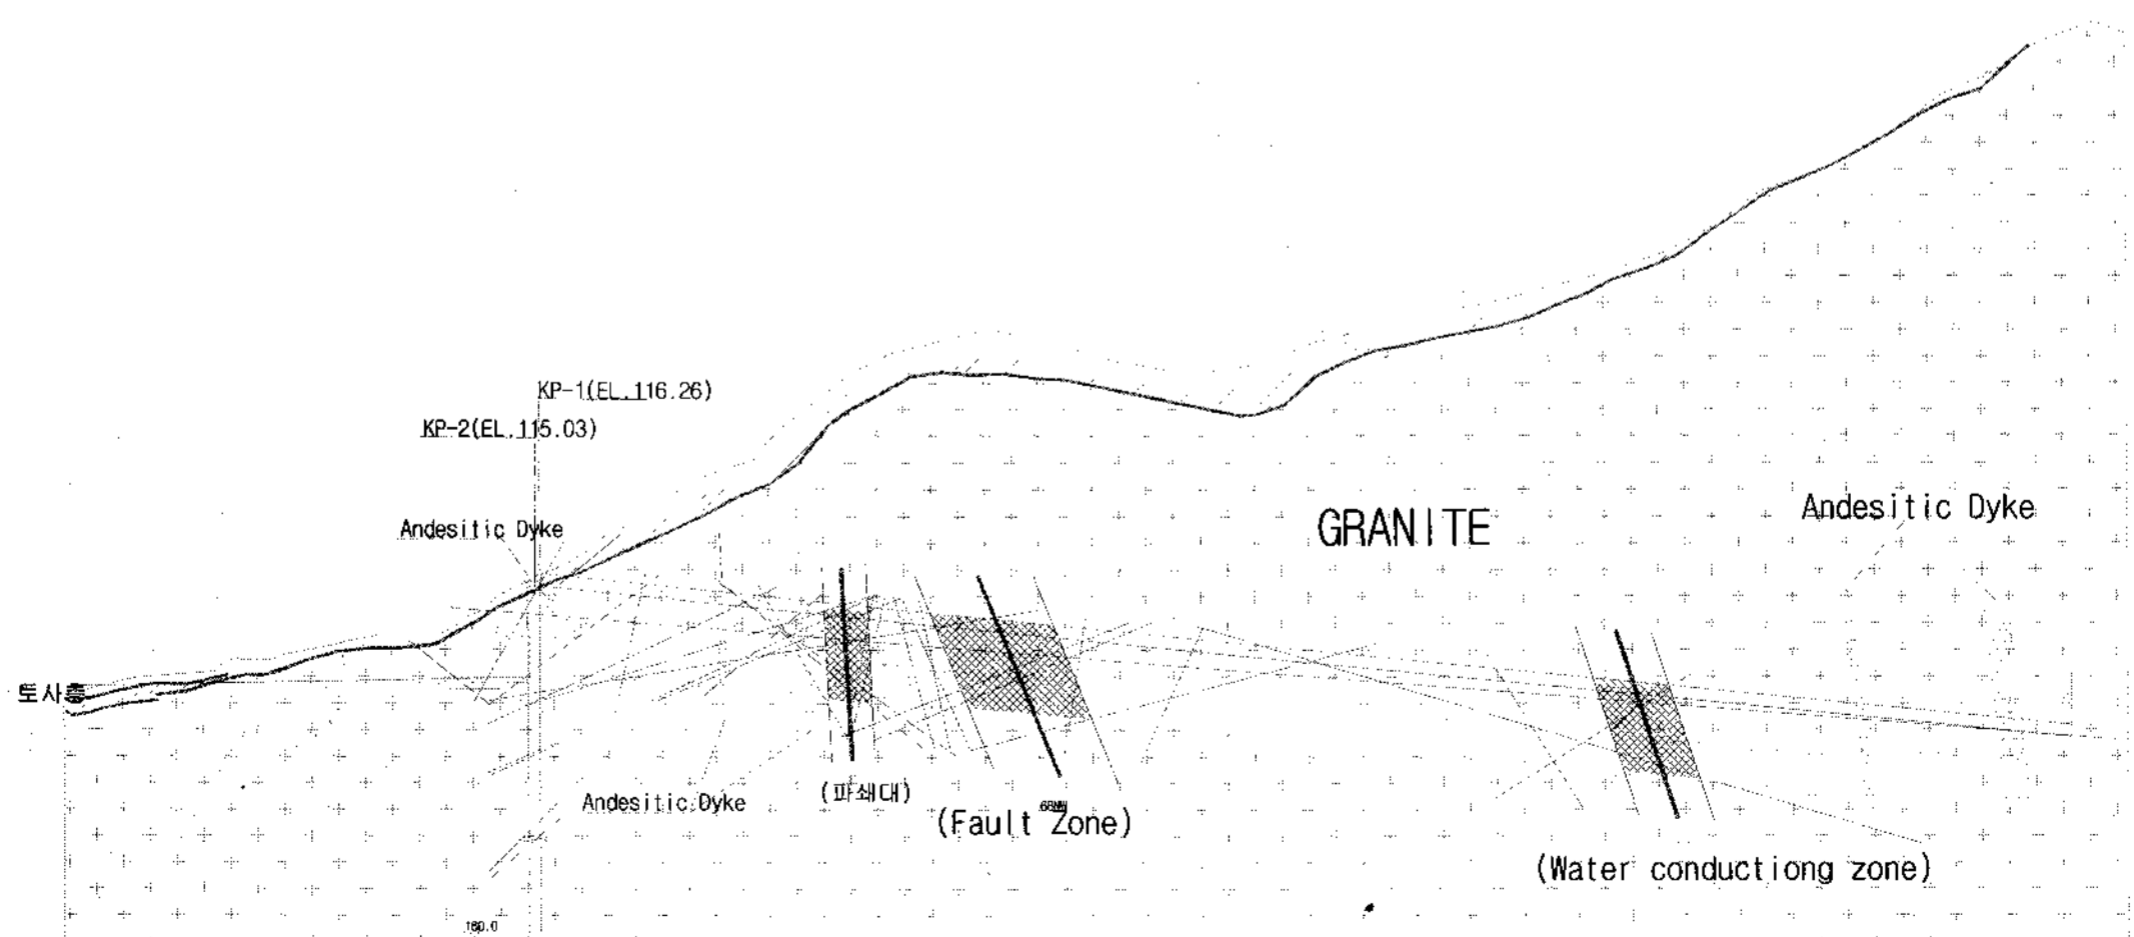 KP-1(EL.116.26)
KP-2(EL.115.03)
Andesitic Dyke
GRANITE
Andesitic Dyke
토사층
Andesitic Dyke
(파쇄대)
(Fault Zone)
(Water conductiong zone)
160.0